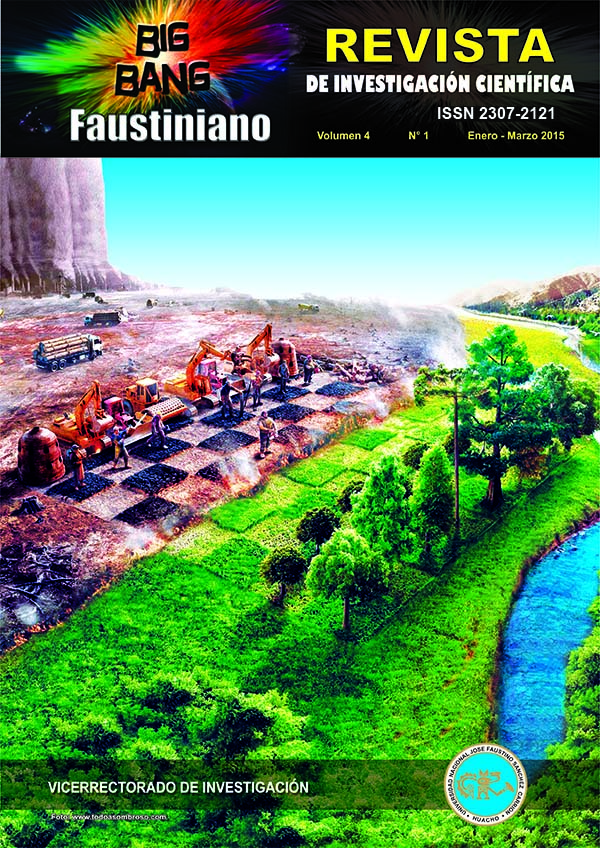 BIG
BANG
Faustiniano
REVISTA
DE INVESTIGACIÓN CIENTÍFICA
ISSN 2307-2121
Volumen 4 N° 1 Enero - Marzo 2015
VICERRECTORADO DE INVESTIGACIÓN
Foto: www.todoasombroso.com
UNIVERSIDAD NACIONAL JOSE FAUSTINO SANCHEZ CARRION
HUACHO